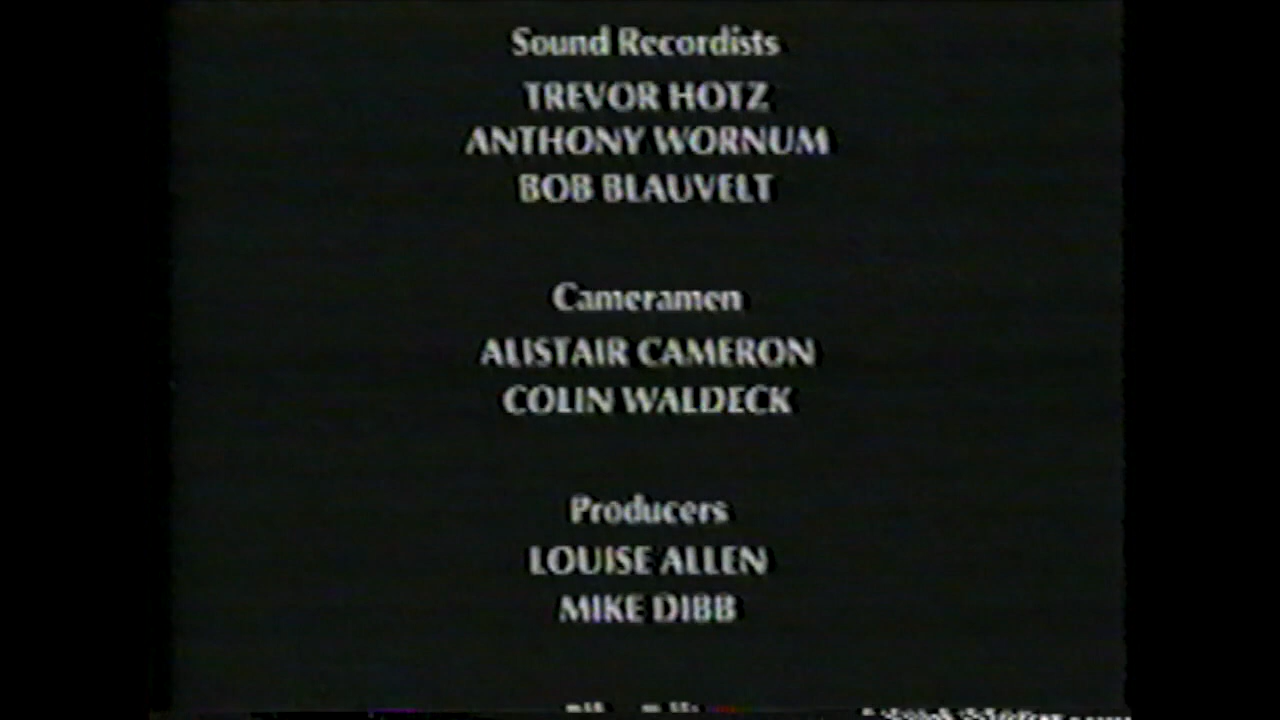 Sound Recordists
TREVOR HOTZ
ANTHONY WORNUM
BOB BLAUVELT
Cameramen
ALISTAIR CAMERON
COLIN WALDECK
Producers
LOUISE ALLEN
MIKE DIBB